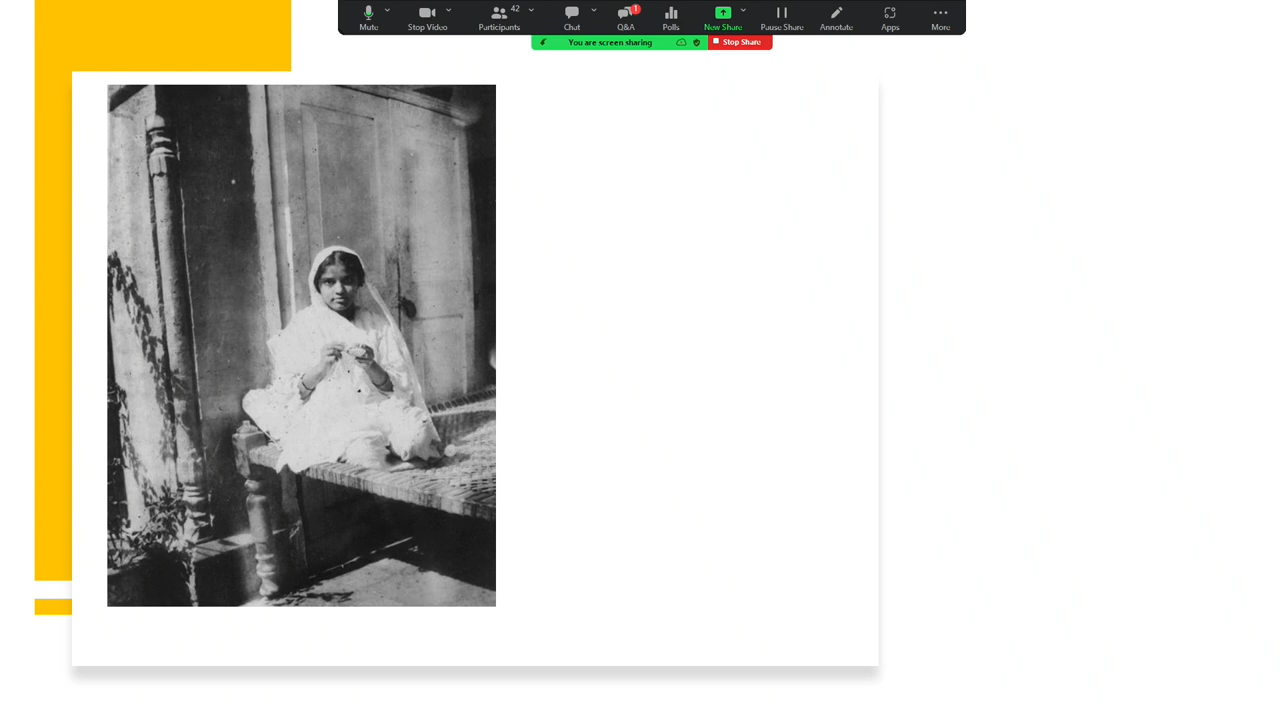 42
1
Mute
Stop Video
Participants
Chat
Q&A
Polls
New Share
Pause Share
Annotate
Apps
More
You are screen sharing
Stop Share